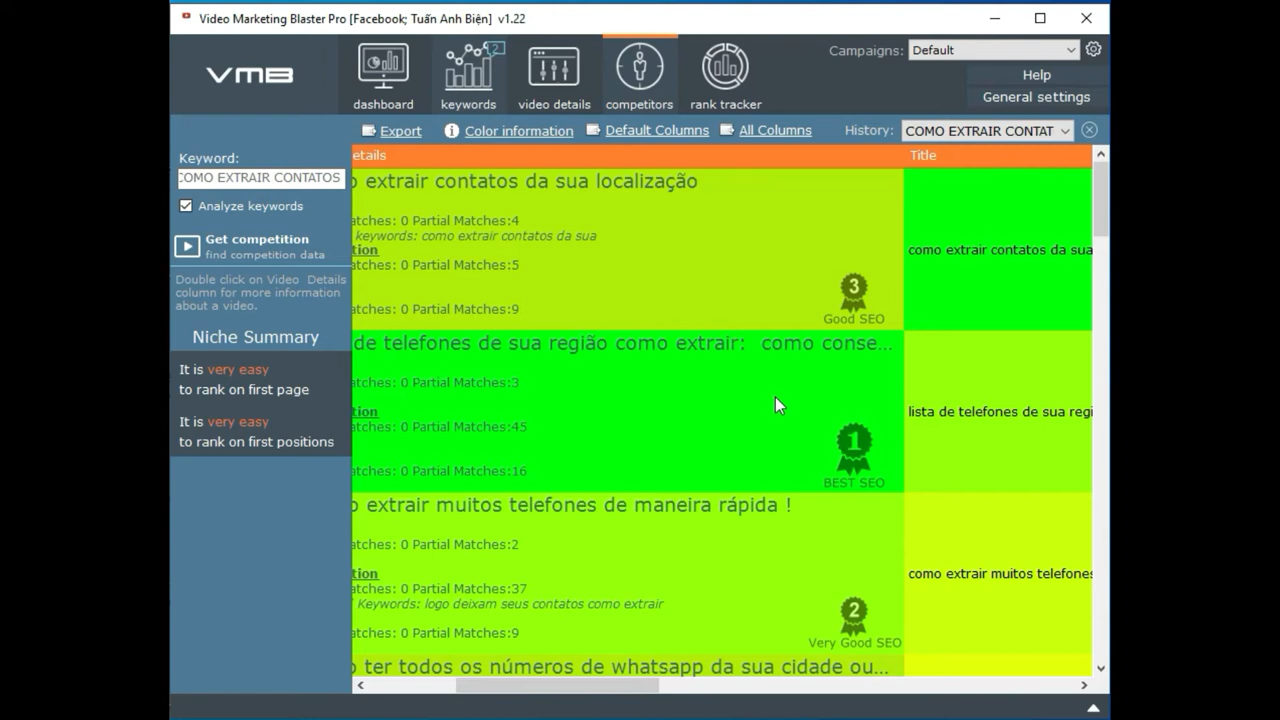 Video Marketing Blaster Pro [Facebook; Tuấn Anh Biện] v1.22
VMB
2
dashboard
keywords
video details
competitors
rank tracker
Campaigns:
Default
Help
General settings
Export
Color information
Default Columns
All Columns
History:
COMO EXTRAIR CONTAT
Keyword:
COMO EXTRAIR CONTATOS
Analyze keywords
Get competition
find competition data
Double click on Video Details
column for more information
about a video.
Niche Summary
It is very easy
to rank on first page
It is very easy
to rank on first positions
etails
Title
o extrair contatos da sua localização
atches: 0 Partial Matches:4
keywords: como extrair contatos da sua
tion
atches: 0 Partial Matches:5
atches: 0 Partial Matches:9
3
Good SEO
como extrair contatos da sua
de telefones de sua região como extrair: como conse...
atches: 0 Partial Matches:3
tion
atches: 0 Partial Matches:45
atches: 0 Partial Matches:16
1
BEST SEO
lista de telefones de sua regi
o extrair muitos telefones de maneira rápida !
atches: 0 Partial Matches:2
tion
atches: 0 Partial Matches:37
Keywords: logo deixam seus contatos como extrair
atches: 0 Partial Matches:9
2
Very Good SEO
como extrair muitos telefones
o ter todos os números de whatsapp da sua cidade ou...